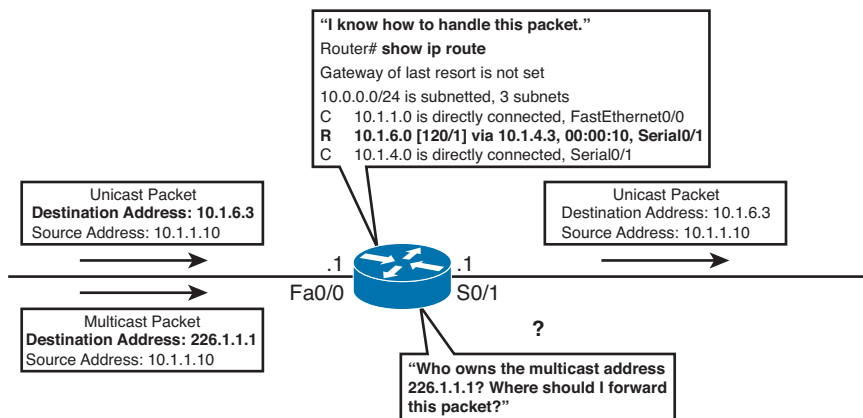 “I know how to handle this packet.”
Router# show ip route
Gateway of last resort is not set
10.0.0.0/24 is subnetted, 3 subnets
C 10.1.1.0 is directly connected, FastEthernet0/0
R 10.1.6.0 [120/1] via 10.1.4.3, 00:00:10, Serial0/1
C 10.1.4.0 is directly connected, Serial0/1
Unicast Packet
Destination Address: 10.1.6.3
Source Address: 10.1.1.10
Unicast Packet
Destination Address: 10.1.6.3
Source Address: 10.1.1.10
.1
.1
Fa0/0
S0/1
Multicast Packet
Destination Address: 226.1.1.1
Source Address: 10.1.1.10
?
“Who owns the multicast address
226.1.1.1? Where should I forward
this packet?”